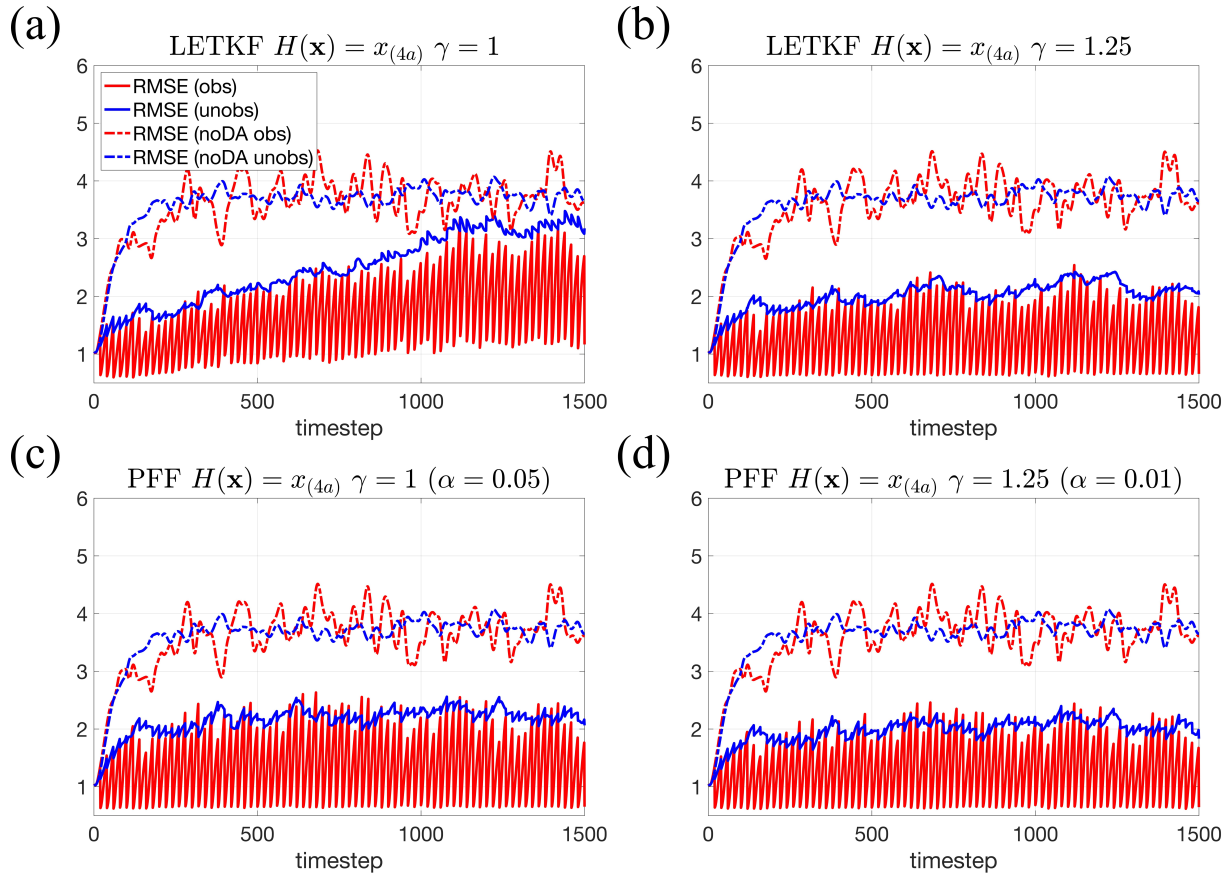 (a)
LETKF H(x) = x(4a) γ = 1
RMSE (obs)
RMSE (unobs)
RMSE (noDA obs)
RMSE (noDA unobs)
6
5
4
3
2
1
0 500 1000 1500
timestep
(b)
LETKF H(x) = x(4a) γ = 1.25
6
5
4
3
2
1
0 500 1000 1500
timestep
(c)
PFF H(x) = x(4a) γ = 1 (α = 0.05)
6
5
4
3
2
1
0 500 1000 1500
timestep
(d)
PFF H(x) = x(4a) γ = 1.25 (α = 0.01)
6
5
4
3
2
1
0 500 1000 1500
timestep